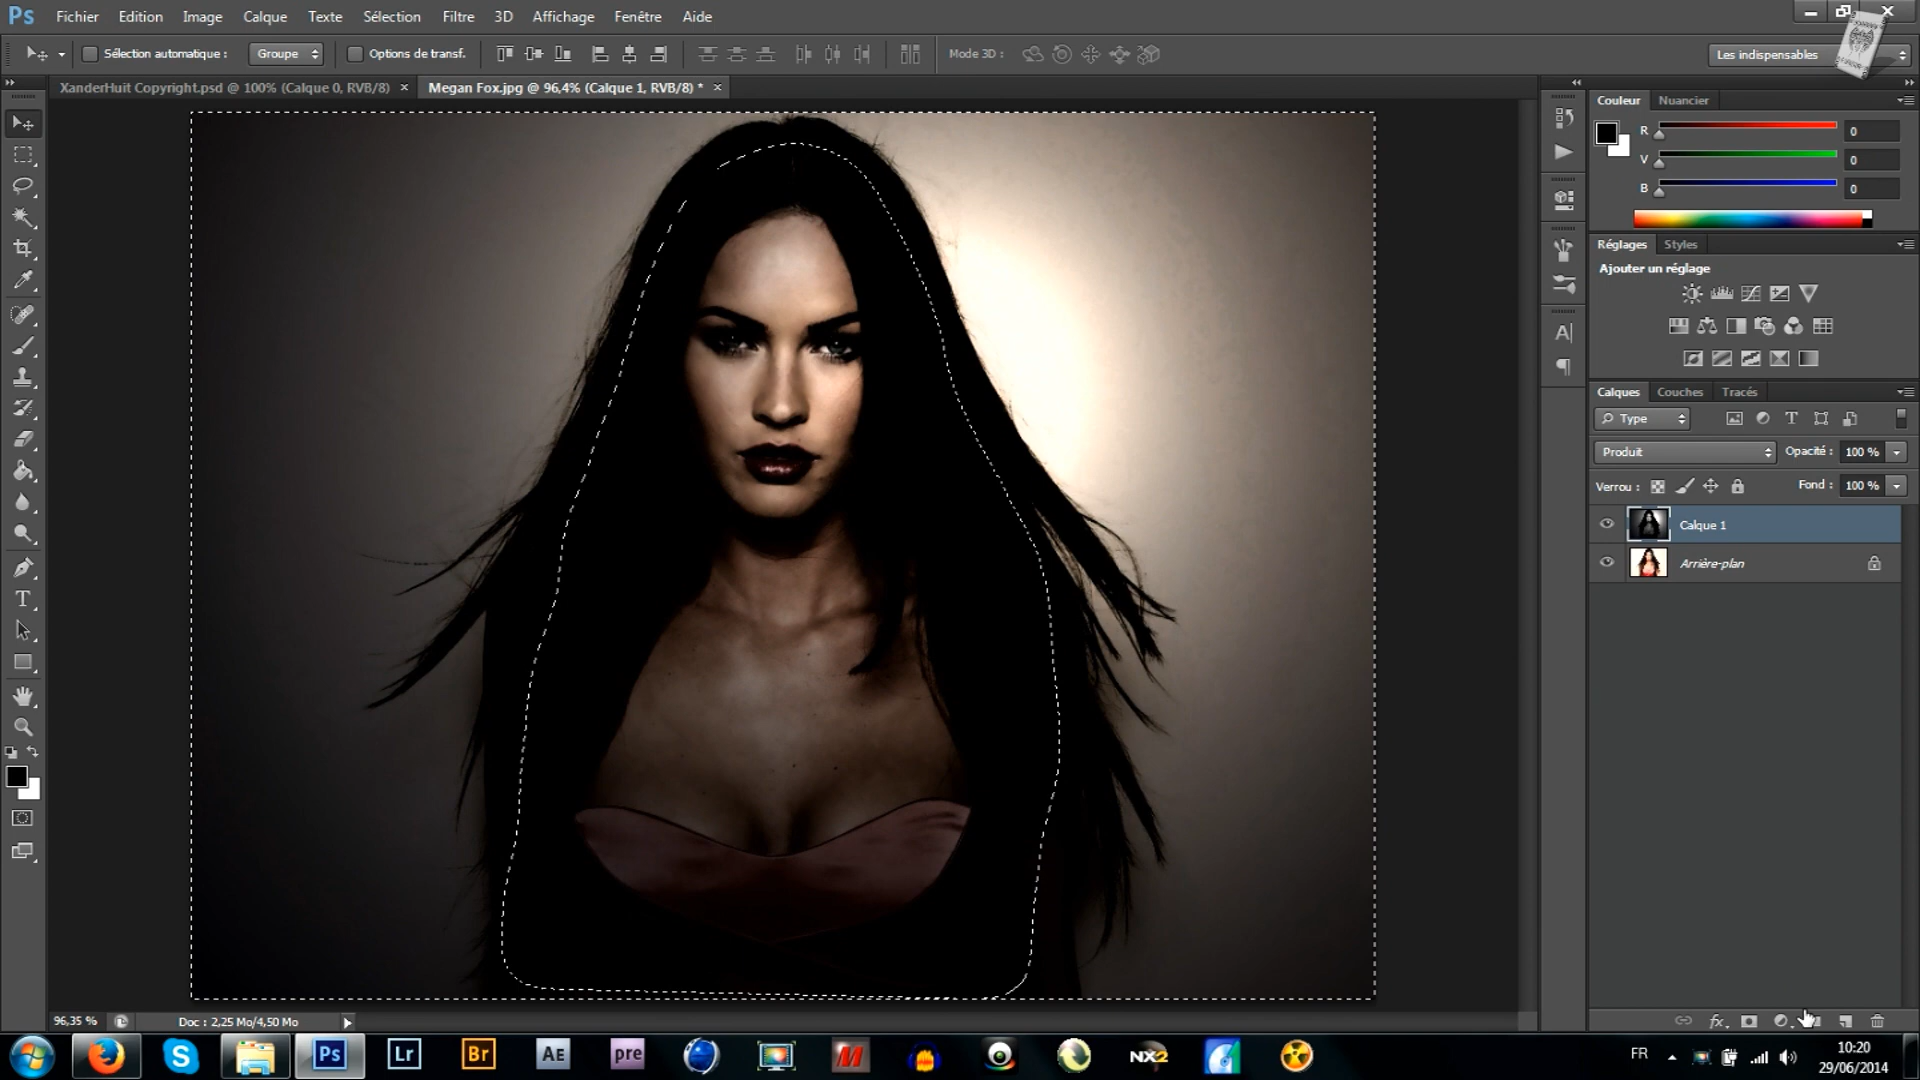 Ps Fichier Edition Image Calque Texte Sélection Filtre 3D Affichage Fenêtre Aide
Sélection automatique : Groupe Options de transf. Mode 3D : Les indispensables
XanderHuit Copyright.psd @ 100% (Calque 0, RVB/8) × Megan Fox.jpg @ 96,4% (Calque 1, RVB/8) * ×
Couleur Nuancier
R 0
V 0
B 0
Réglages Styles
Ajouter un réglage
Calques Couches Tracés
Type
Produit Opacité : 100 %
Verrou : Fond : 100 %
Calque 1
Arrière-plan
96,35 % Doc : 2,25 Mo/4,50 Mo
Ps Lr Br AE pre NX2 FR 10:20
29/06/2014